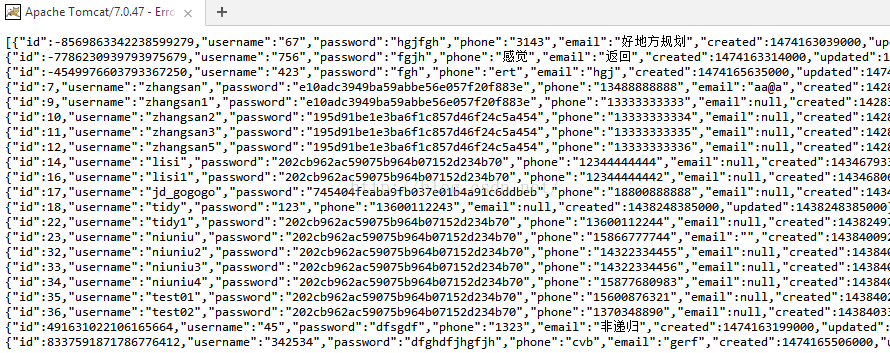 Apache Tomcat/7.0.47 - Erro
[{"id":-8569863342238599279,"username":"67","password":"hgjfgh","phone":"3143","email":"好地方规划","created":1474163039000,"upd
{"id":-7786230939793975679,"username":"756","password":"fgjh","phone":"感觉","email":"返回","created":1474163314000,"updated":1
{"id":-4549976603793367250,"username":"423","password":"fgh","phone":"ert","email":"hgj","created":1474165635000,"updated":1474
{"id":7,"username":"zhangsan","password":"e10adc3949ba59abbe56e057f20f883e","phone":"13488888888","email":"aa@a","created":1428
{"id":9,"username":"zhangsan1","password":"e10adc3949ba59abbe56e057f20f883e","phone":"13333333333","email":null,"created":14283
{"id":10,"username":"zhangsan2","password":"195d91be1e3ba6f1c857d46f24c5a454","phone":"13333333334","email":null,"created":1428
{"id":11,"username":"zhangsan3","password":"195d91be1e3ba6f1c857d46f24c5a454","phone":"13333333335","email":null,"created":1428
{"id":12,"username":"zhangsan5","password":"195d91be1e3ba6f1c857d46f24c5a454","phone":"13333333336","email":null,"created":1428
{"id":14,"username":"lisi","password":"202cb962ac59075b964b07152d234b70","phone":"12344444444","email":null,"created":143467933
{"id":16,"username":"lisi1","password":"202cb962ac59075b964b07152d234b70","phone":"12344444442","email":null,"created":14346806
{"id":17,"username":"jd_gogogo","phone":"18800888888","email":null,"created":1434
{"id":18,"username":"tidy","password":"123","phone":"13600112243","email":null,"created":1438248385000,"updated":1438248385000}
{"id":22,"username":"tidy1","password":"202cb962ac59075b964b07152d234b70","phone":"13600112244","email":null,"created":14382497
{"id":23,"username":"niuniu","password":"202cb962ac59075b964b07152d234b70","phone":"15866777744","email":"","created":143840092
{"id":32,"username":"niuniu2","password":"202cb962ac59075b964b07152d234b70","phone":"14322334455","email":null,"created":143840
{"id":33,"username":"niuniu3","password":"202cb962ac59075b964b07152d234b70","phone":"14322334456","email":null,"created":143840
{"id":34,"username":"niuniu4","password":"202cb962ac59075b964b07152d234b70","phone":"15877680983","email":null,"created":143840
{"id":35,"username":"test01","password":"202cb962ac59075b964b07152d234b70","phone":"15600876321","email":null,"created":1438402
{"id":36,"username":"test02","password":"202cb962ac59075b964b07152d234b70","phone":"1370348890","email":null,"created":14384033
{"id":491631022106165664,"username":"45","password":"dfsgdf","phone":"1323","email":"非递归","created":1474163199000,"updated":
{"id":8337591871786776412,"username":"342534","password":"dfghdfjhgfjh","phone":"cvb","email":"gerf","created":1474165506000,"u